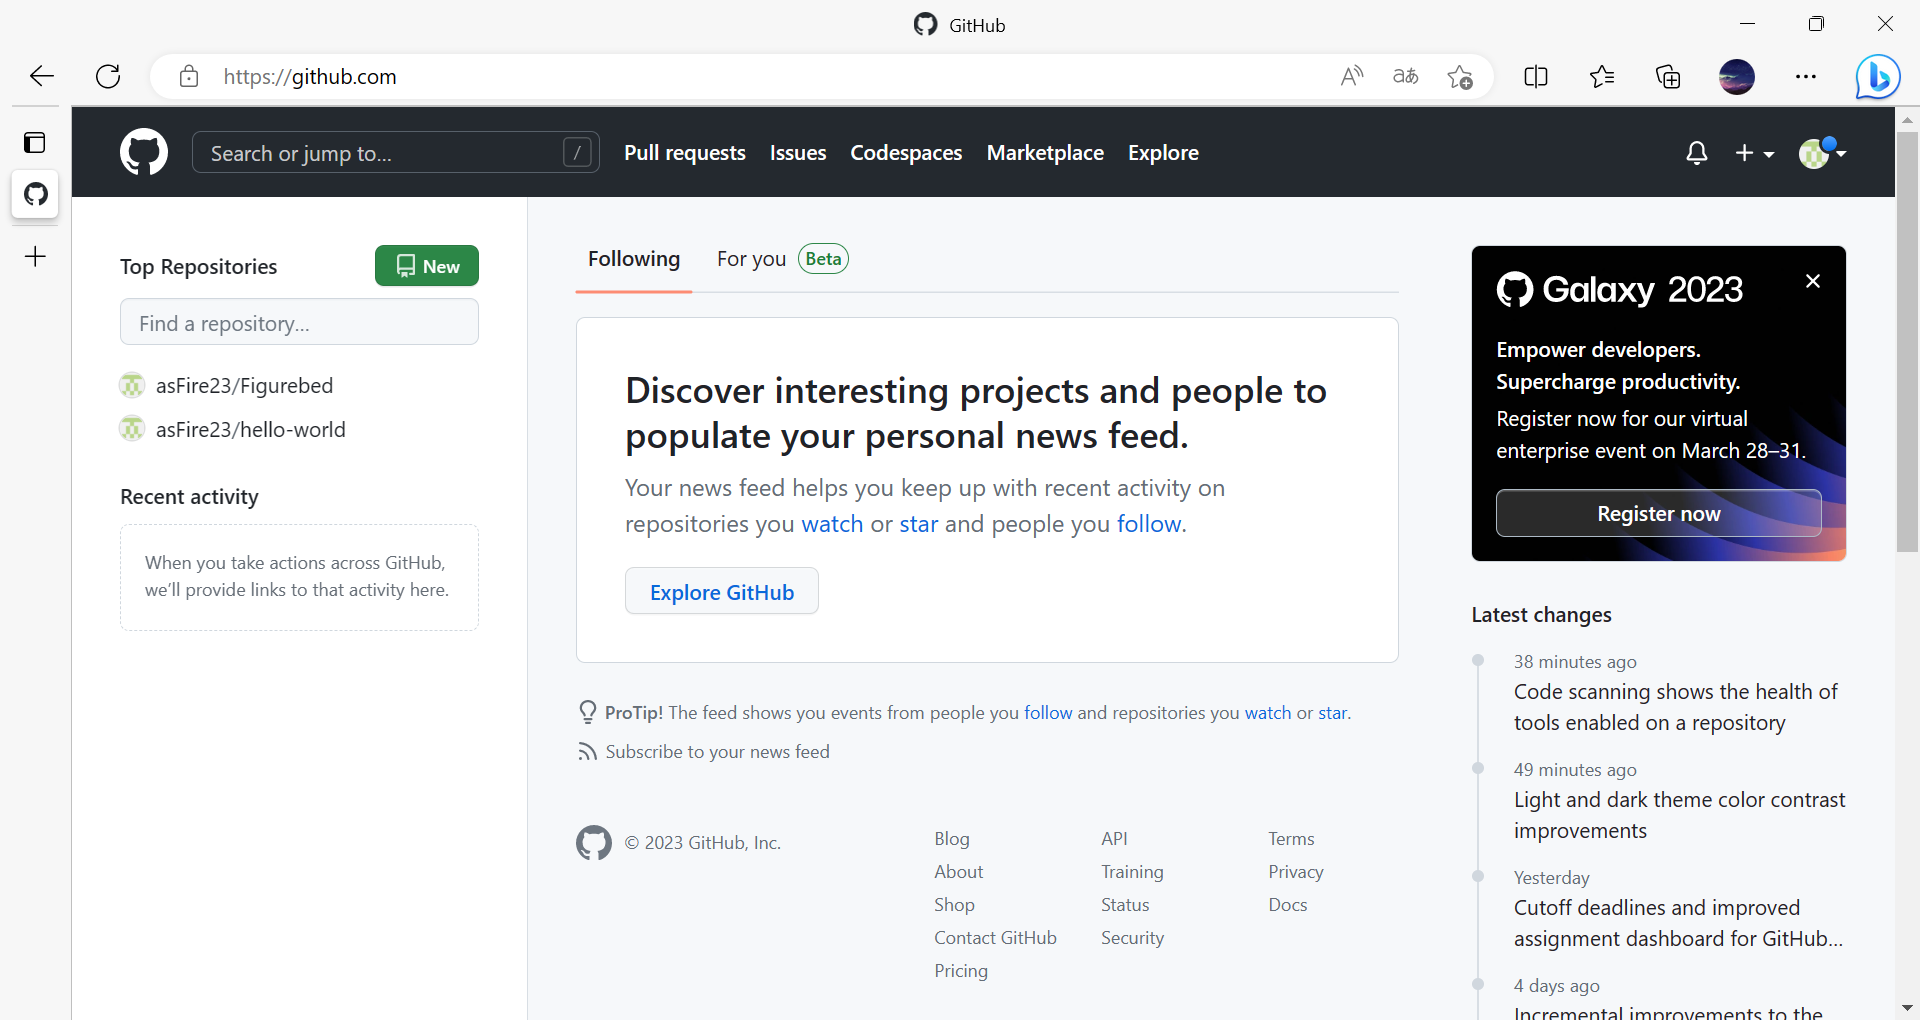 GitHub
https://github.com
Search or jump to...
/
Pull requests
Issues
Codespaces
Marketplace
Explore
Top Repositories
New
Find a repository...
asFire23/Figurebed
asFire23/hello-world
Recent activity
When you take actions across GitHub,
we'll provide links to that activity here.
Following
For you
Beta
Discover interesting projects and people to
populate your personal news feed.
Your news feed helps you keep up with recent activity on
repositories you watch or star and people you follow.
Explore GitHub
ProTip! The feed shows you events from people you follow and repositories you watch or star.
Subscribe to your news feed
© 2023 GitHub, Inc.
Blog
About
Shop
Contact GitHub
Pricing
API
Training
Status
Security
Terms
Privacy
Docs
Galaxy 2023
Empower developers.
Supercharge productivity.
Register now for our virtual
enterprise event on March 28–31.
Register now
Latest changes
38 minutes ago
Code scanning shows the health of
tools enabled on a repository
49 minutes ago
Light and dark theme color contrast
improvements
Yesterday
Cutoff deadlines and improved
assignment dashboard for GitHub...
4 days ago
Incremental improvements to the